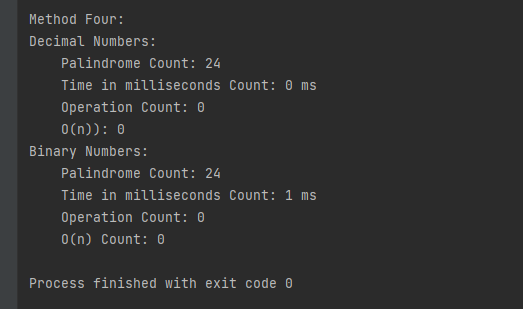 Method Four:
Decimal Numbers:
Palindrome Count: 24
Time in milliseconds Count: 0 ms
Operation Count: 0
O(n)): 0
Binary Numbers:
Palindrome Count: 24
Time in milliseconds Count: 1 ms
Operation Count: 0
O(n) Count: 0
Process finished with exit code 0